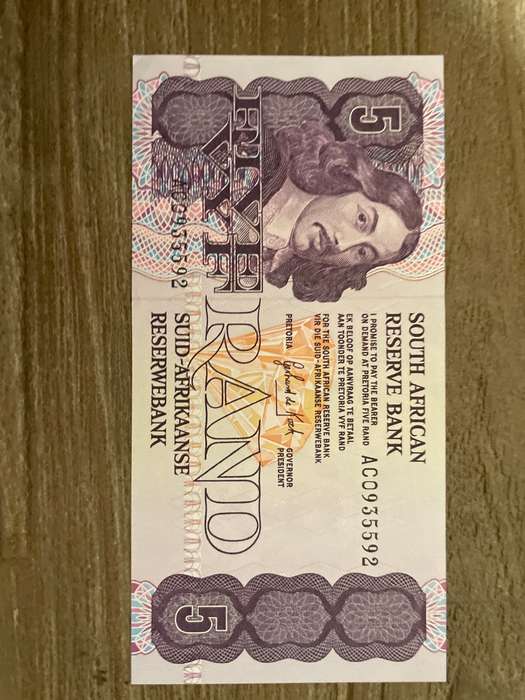 SOUTH AFRICAN
RESERVE BANK
I PROMISE TO PAY THE BEARER
ON DEMAND AT PRETORIA FIVE RAND
EK BELOOF OP AANVRAAG TE BETAAL
AAN TOONDER TE PRETORIA VYF RAND
AC0935592
FOR THE SOUTH AFRICAN RESERVE BANK
VIR DIE SUID-AFRIKAANSE RESERWEBANK
PRETORIA
GOVERNOR
PRESIDENT
5
FIVE
VYF
RAND
AC0935592
SUID-AFRIKAANSE
RESERWEBANK
5